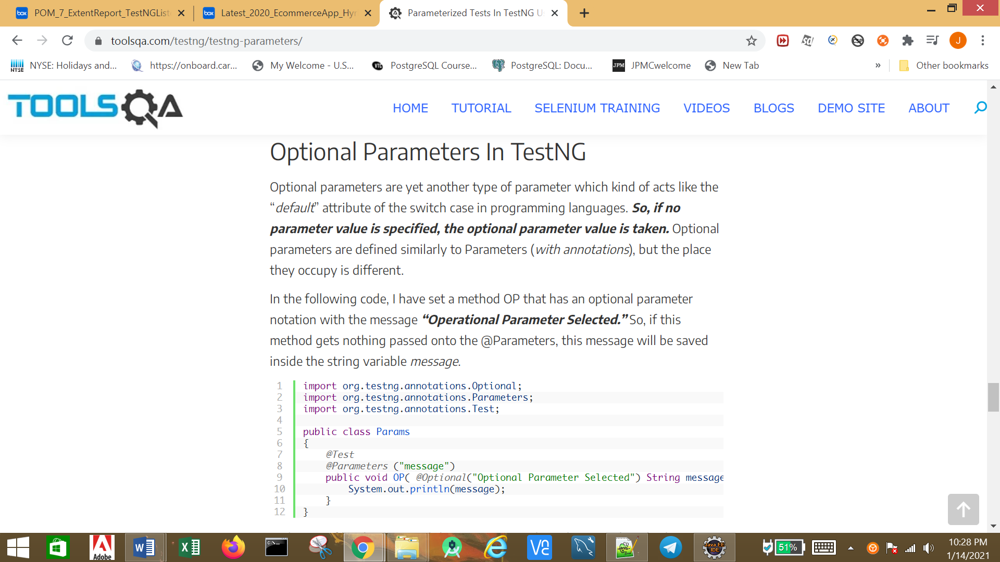 POM_7_ExtentReport_TestNGListe
Latest_2020_EcommerceApp_Hyr
Parameterized Tests In TestNG U
toolsqa.com/testng/testng-parameters/
J
NYSE: Holidays and...
https://onboard.car...
My Welcome - U.S...
PostgreSQL Course...
PostgreSQL: Docu...
JPMCwelcome
New Tab
»
Other bookmarks
TOOLSQA
HOME
TUTORIAL
SELENIUM TRAINING
VIDEOS
BLOGS
DEMO SITE
ABOUT
Optional Parameters In TestNG
Optional parameters are yet another type of parameter which kind of acts like the
“default” attribute of the switch case in programming languages. So, if no
parameter value is specified, the optional parameter value is taken. Optional
parameters are defined similarly to Parameters (with annotations), but the place
they occupy is different.
In the following code, I have set a method OP that has an optional parameter
notation with the message “Operational Parameter Selected.” So, if this
method gets nothing passed onto the @Parameters, this message will be saved
inside the string variable message.
1 import org.testng.annotations.Optional;
2 import org.testng.annotations.Parameters;
3 import org.testng.annotations.Test;
4
5 public class Params
6 {
7 @Test
8 @Parameters ("message")
9 public void OP( @Optional("Optional Parameter Selected") String message
10 System.out.println(message);
11 }
12 }
Adobe
51%
10:28 PM
1/14/2021